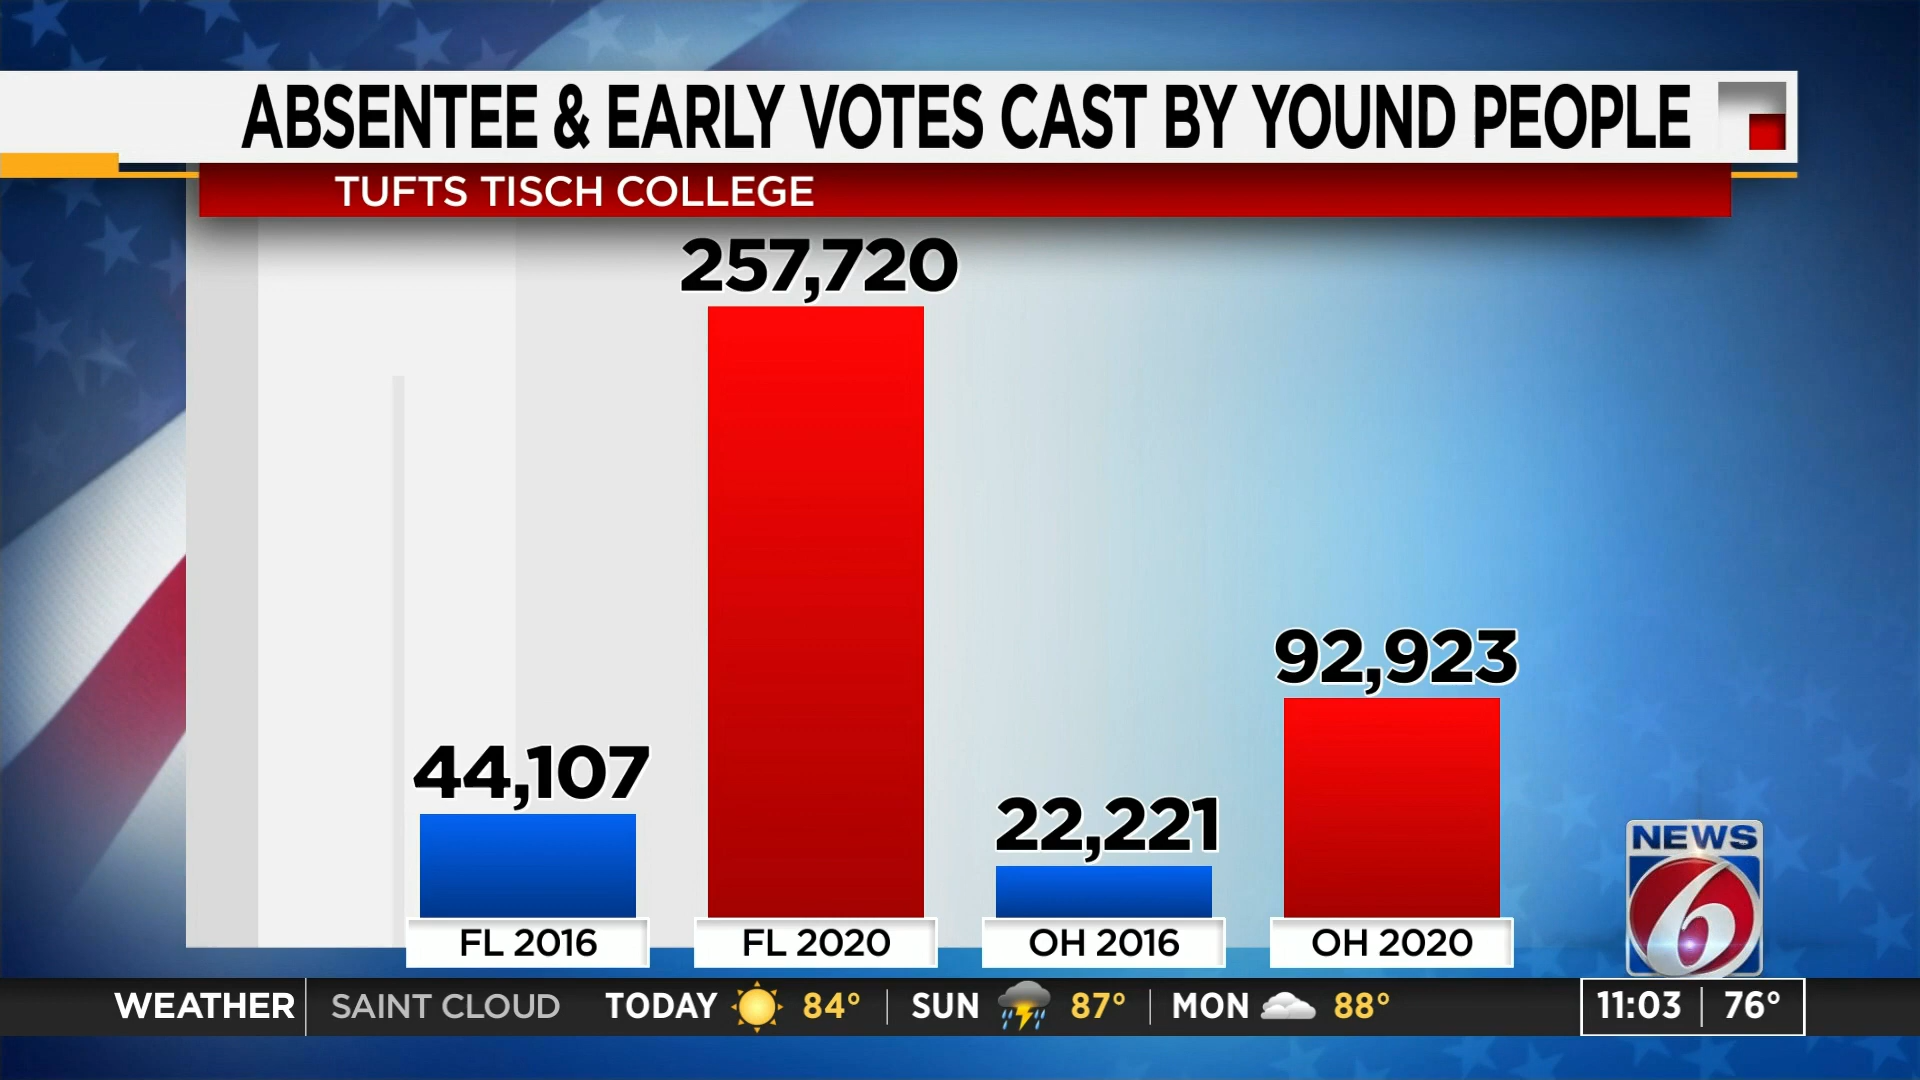 ABSENTEE & EARLY VOTES CAST BY YOUND PEOPLE
TUFTS TISCH COLLEGE
257,720
92,923
44,107
22,221
FL 2016
FL 2020
OH 2016
OH 2020
NEWS
6
WEATHER SAINT CLOUD TODAY 84° SUN 87° MON 88° 11:03 76°